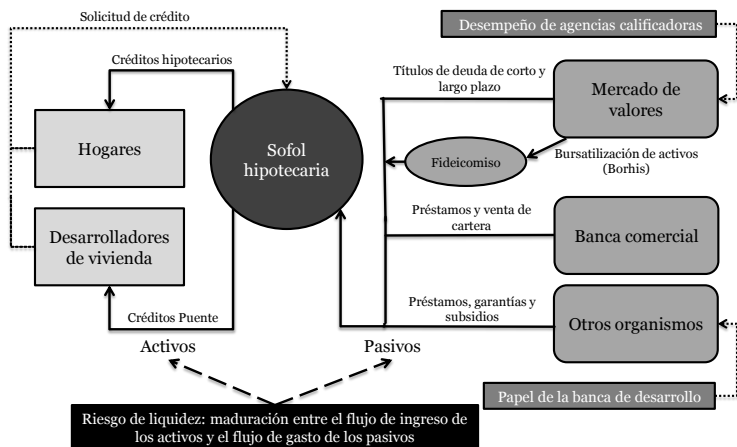 Solicitud de crédito
Desempeño de agencias calificadoras
Créditos hipotecarios
Títulos de deuda de corto y
largo plazo
Mercado de
valores
Hogares
Sofol
hipotecaria
Fideicomiso
Bursatilización de activos
(Borhis)
Desarrolladores
de vivienda
Préstamos y venta de
cartera
Banca comercial
Créditos Puente
Préstamos, garantías y
subsidios
Otros organismos
Activos
Pasivos
Papel de la banca de desarrollo
Riesgo de liquidez: maduración entre el flujo de ingreso de
los activos y el flujo de gasto de los pasivos